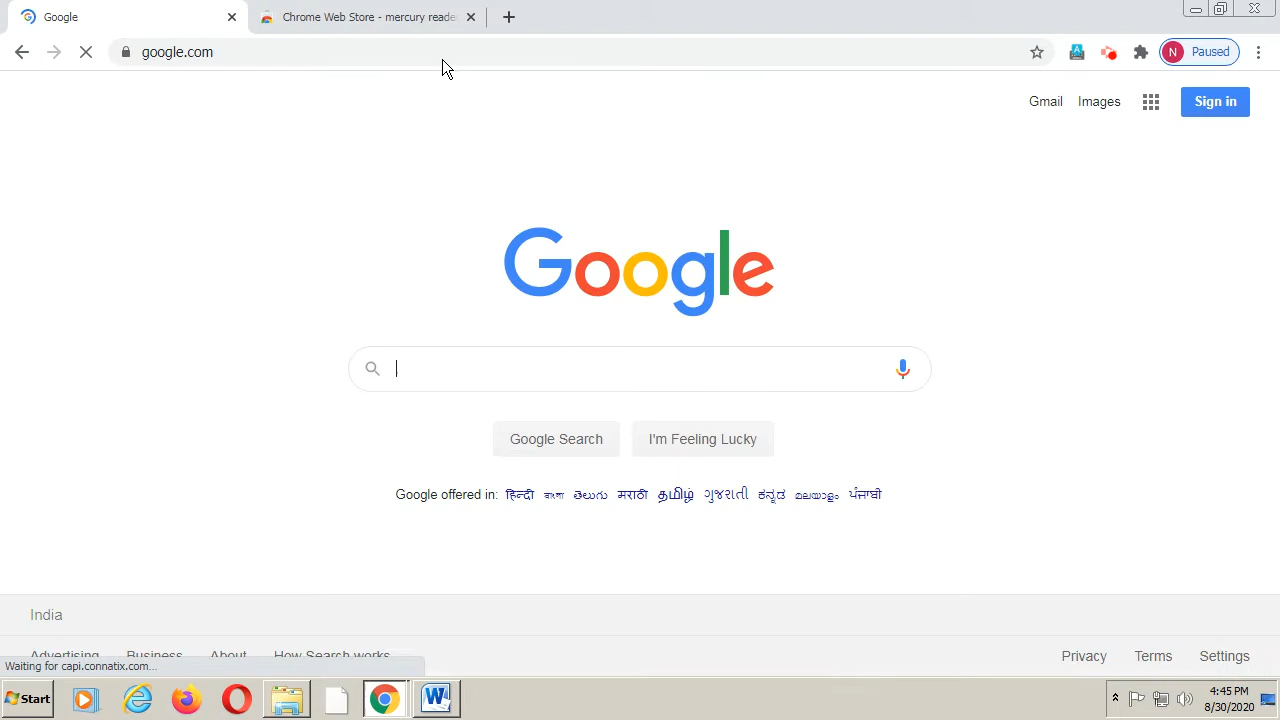 Google
Chrome Web Store - mercury reade
google.com
N Paused
Gmail Images Sign in
Google
Google Search I'm Feeling Lucky
Google offered in: हिन्दी বাংলা తెలుగు मराठी தமிழ் ગુજરાતી ಕನ್ನಡ മലയാളം ਪੰਜਾਬੀ
India
Advertising Business About How Search works Privacy Terms Settings
Waiting for capi.connatix.com...
Start
4:45 PM
8/30/2020